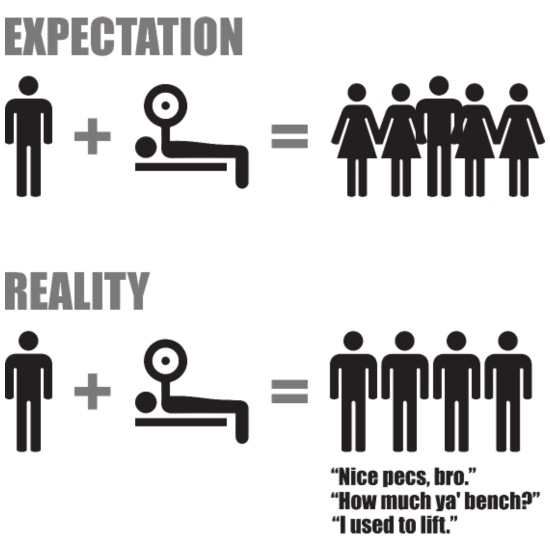 EXPECTATION
+ =
REALITY
+ =
“Nice pecs, bro.”
“How much ya' bench?”
“I used to lift.”